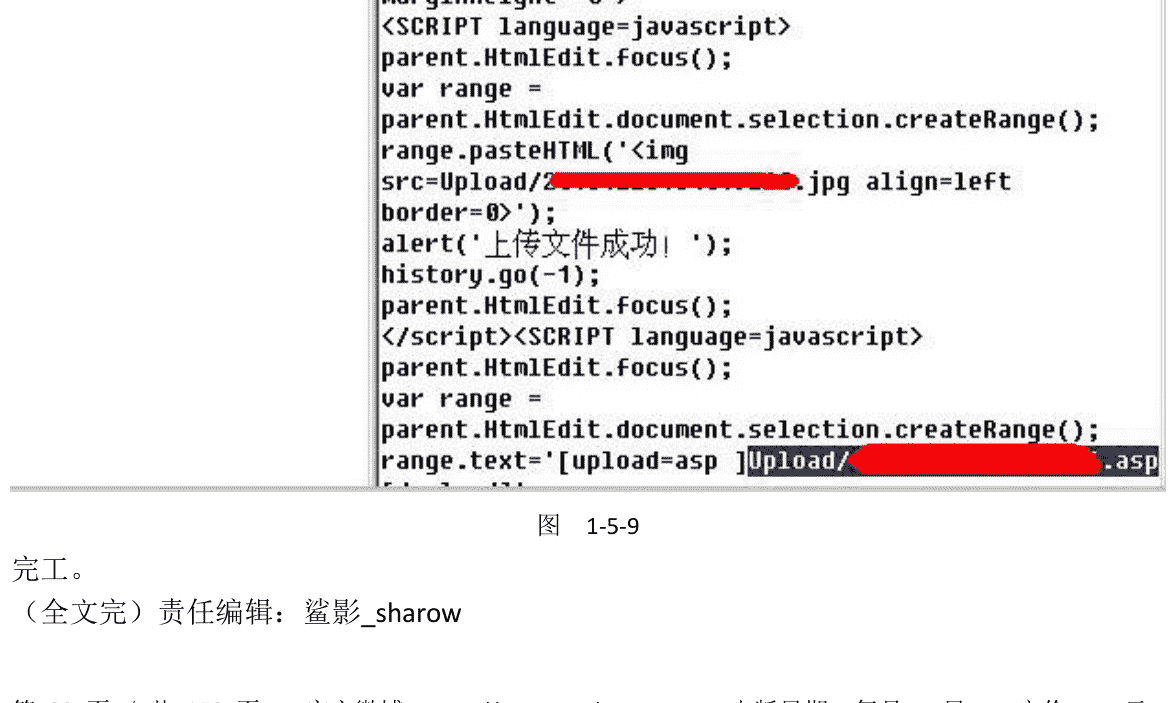 <SCRIPT language=javascript>
parent.HtmlEdit.focus();
var range =
parent.HtmlEdit.document.selection.createRange();
range.pasteHTML('<img
src=Upload/2 .jpg align=left
border=0>');
alert('上传文件成功! ');
history.go(-1);
parent.HtmlEdit.focus();
</script><SCRIPT language=javascript>
parent.HtmlEdit.focus();
var range =
parent.HtmlEdit.document.selection.createRange();
range.text='[upload=asp ]Upload/ .asp
图 1-5-9
完工。
（全文完）责任编辑：鲨影_sharow